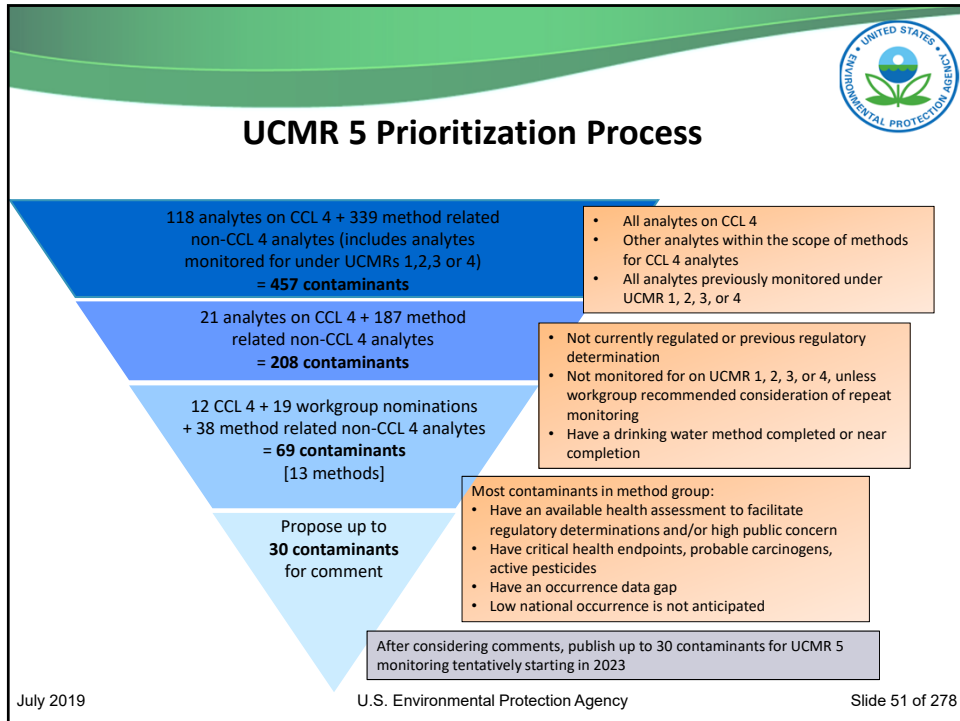 UNITED STATES
ENVIRONMENTAL PROTECTION AGENCY
UCMR 5 Prioritization Process
118 analytes on CCL 4 + 339 method related
non-CCL 4 analytes (includes analytes
monitored for under UCMRs 1,2,3 or 4)
= 457 contaminants
• All analytes on CCL 4
• Other analytes within the scope of methods
for CCL 4 analytes
• All analytes previously monitored under
UCMR 1, 2, 3, or 4
21 analytes on CCL 4 + 187 method
related non-CCL 4 analytes
= 208 contaminants
• Not currently regulated or previous regulatory
determination
• Not monitored for on UCMR 1, 2, 3, or 4, unless
workgroup recommended consideration of repeat
monitoring
• Have a drinking water method completed or near
completion
12 CCL 4 + 19 workgroup nominations
+ 38 method related non-CCL 4 analytes
= 69 contaminants
[13 methods]
Most contaminants in method group:
• Have an available health assessment to facilitate
regulatory determinations and/or high public concern
• Have critical health endpoints, probable carcinogens,
active pesticides
• Have an occurrence data gap
• Low national occurrence is not anticipated
Propose up to
30 contaminants
for comment
After considering comments, publish up to 30 contaminants for UCMR 5
monitoring tentatively starting in 2023
July 2019
U.S. Environmental Protection Agency
Slide 51 of 278